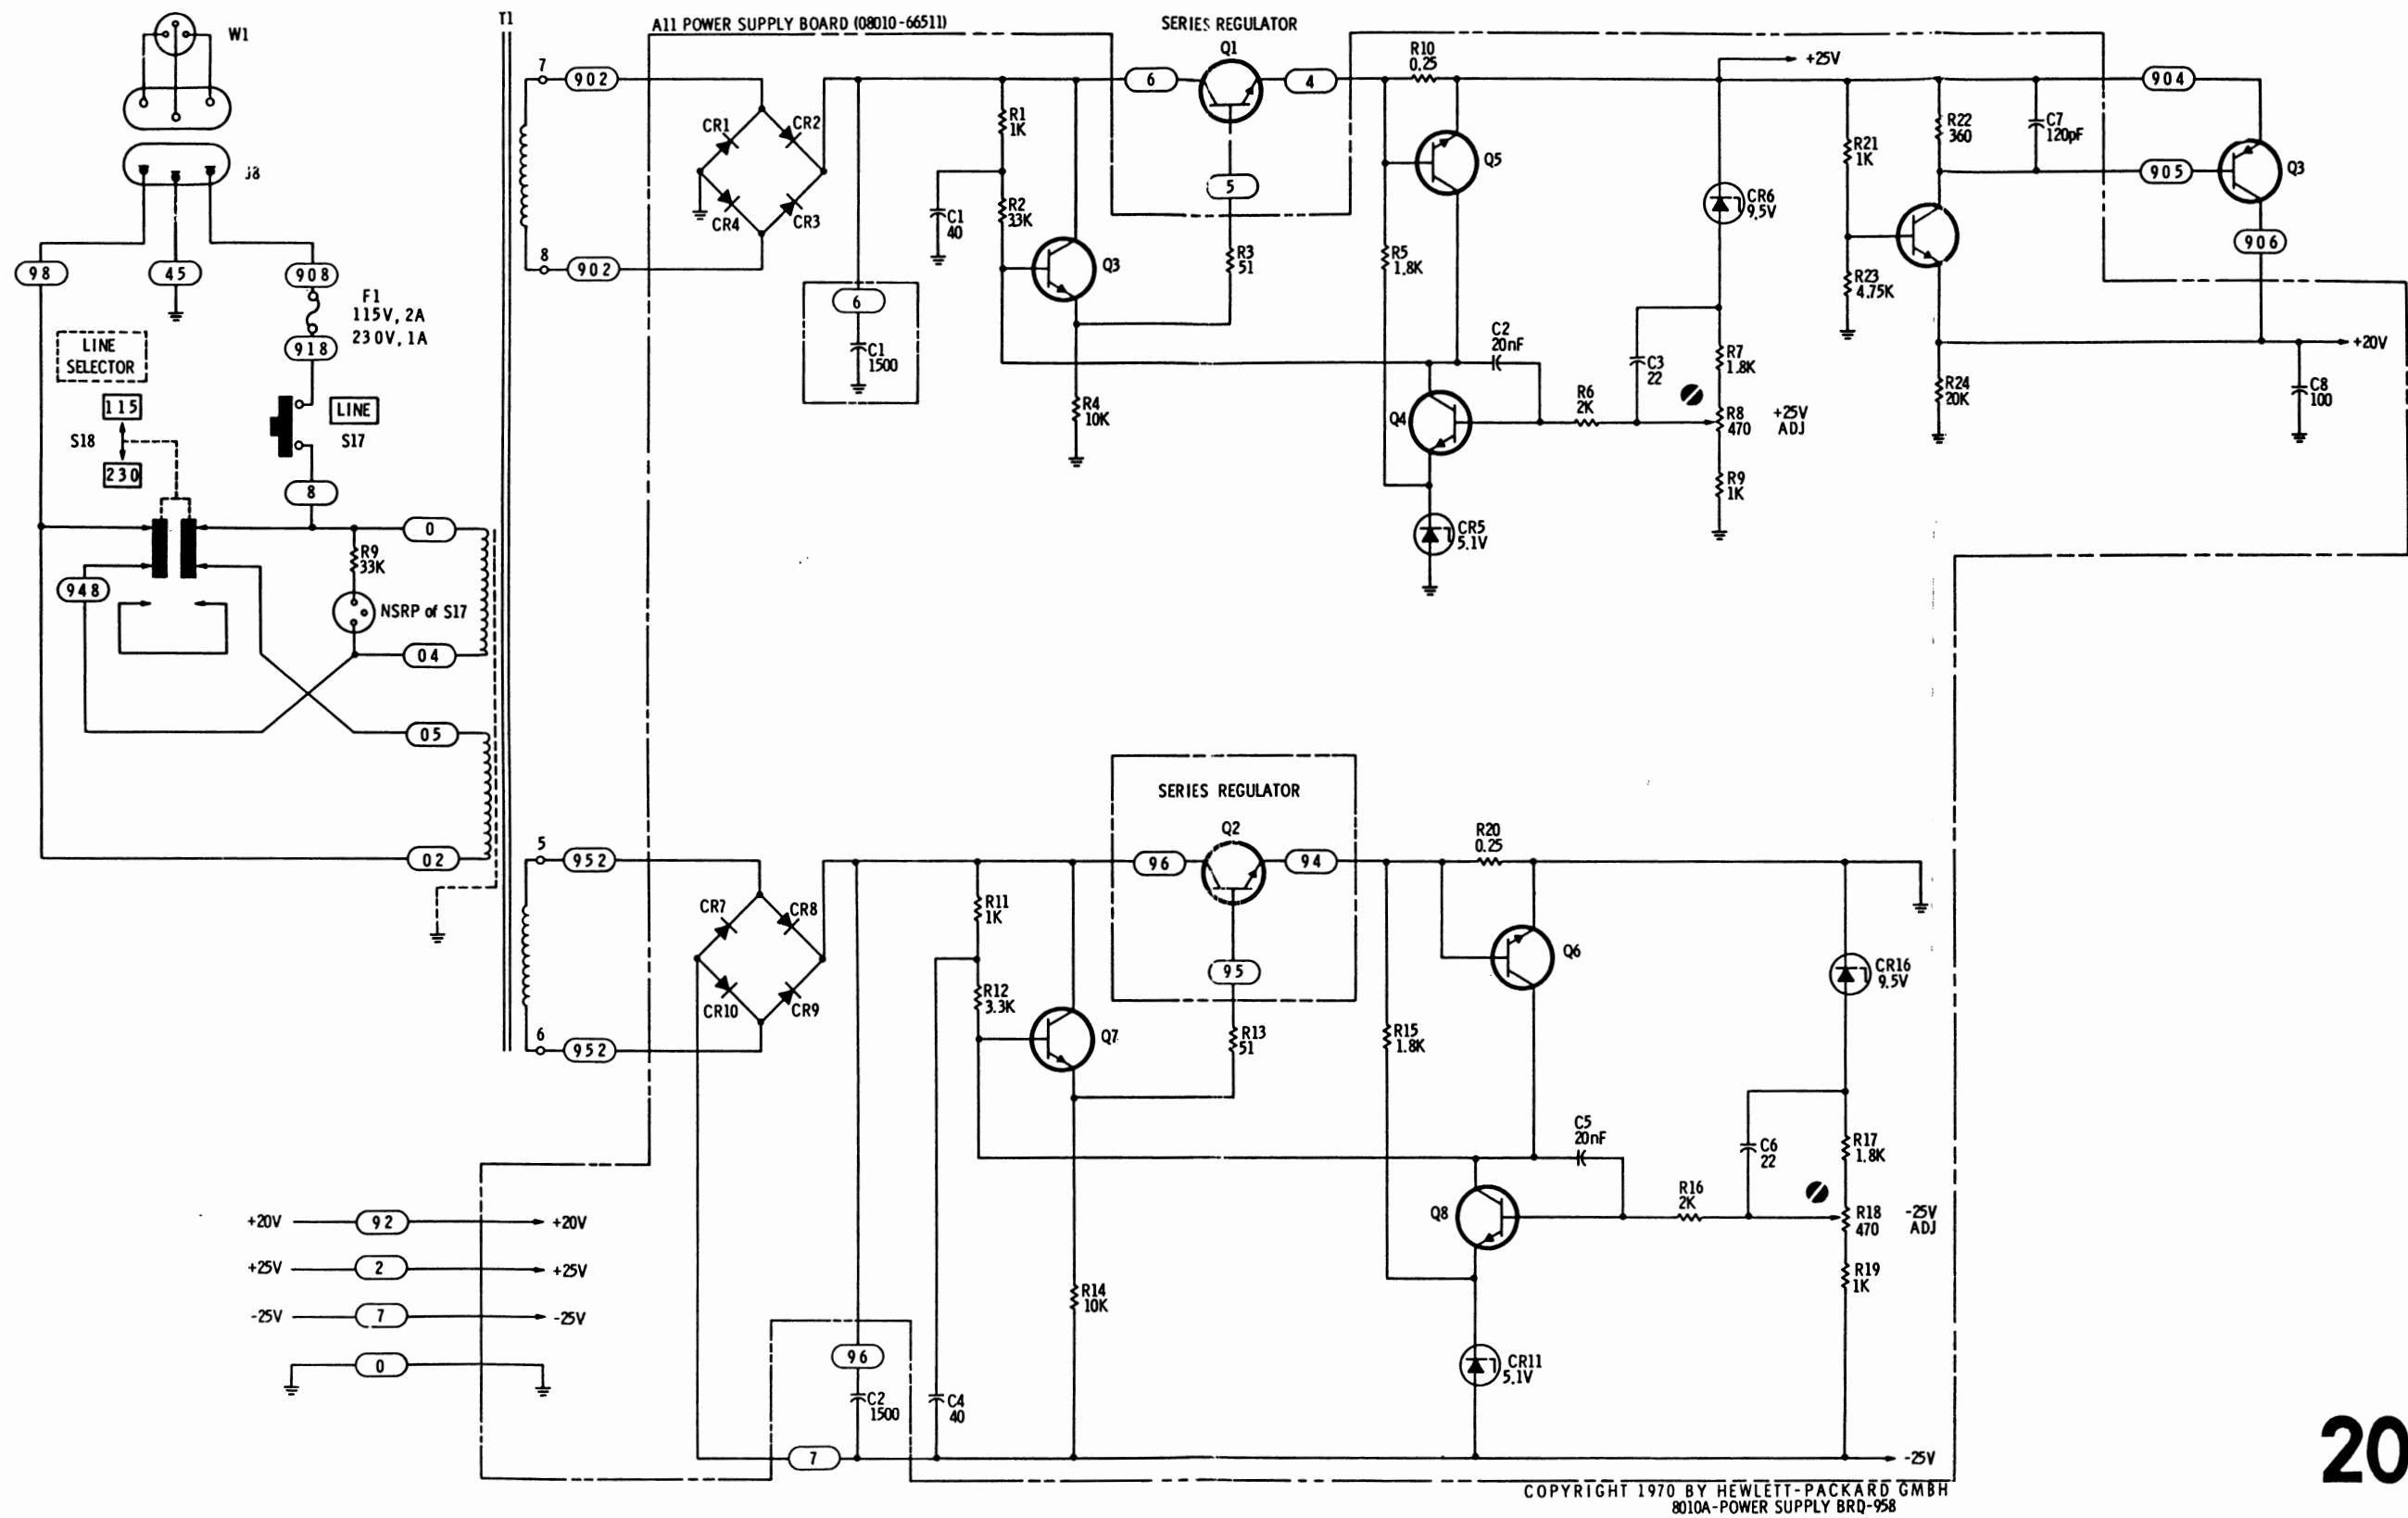 T1
A11 POWER SUPPLY BOARD (08010-66511)
SERIES REGULATOR
W1
J8
98
45
908
F1
115V, 2A
230V, 1A
918
LINE
SELECTOR
115
S18
230
LINE
S17
8
0
R9
33K
948
NSRP of S17
04
05
02
7
902
8
902
CR1
CR2
CR4
CR3
6
C1
1500
R1
1K
C1
40
R2
33K
Q3
R4
10K
6
Q1
4
5
R3
51
R10
0.25
Q5
R5
1.8K
C2
20nF
Q4
R6
2K
CR5
5.1V
+25V
CR6
9.5V
C3
22
R7
1.8K
R8
470
+25V
ADJ
R9
1K
R21
1K
R23
4.75K
R22
360
C7
120pF
904
905
Q3
906
R24
20K
C8
100
+20V
5
952
6
952
CR7
CR8
CR10
CR9
SERIES REGULATOR
R11
1K
R12
3.3K
Q7
96
Q2
94
95
R13
51
R14
10K
R20
0.25
Q6
R15
1.8K
C5
20nF
Q8
R16
2K
CR11
5.1V
CR16
9.5V
C6
22
R17
1.8K
R18
470
-25V
ADJ
R19
1K
+20V
92
+20V
+25V
2
+25V
-25V
7
-25V
0
96
C2
1500
C4
40
7
-25V
20
COPYRIGHT 1970 BY HEWLETT-PACKARD GMBH
8010A-POWER SUPPLY BRD-958